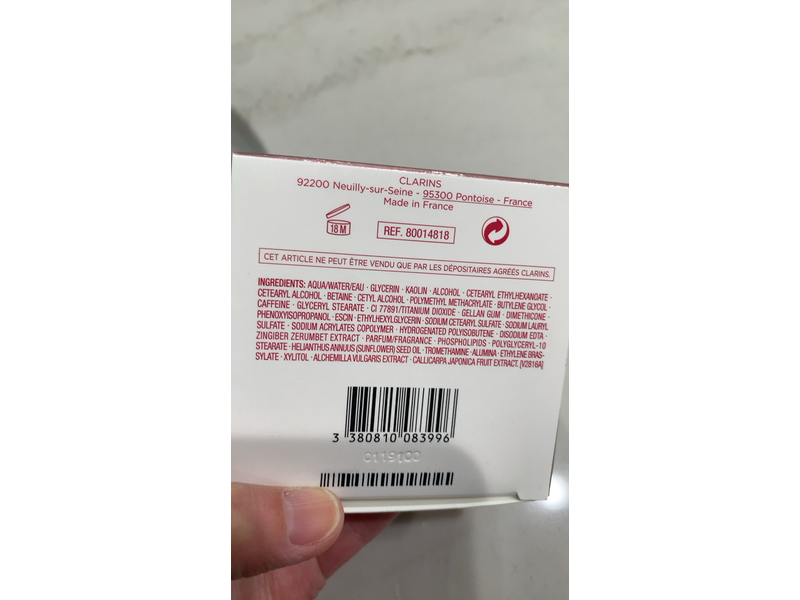 CLARINS
92200 Neuilly-sur-Seine - 95300 Pontoise - France
Made in France
18 M
REF. 80014818
CET ARTICLE NE PEUT ÊTRE VENDU QUE PAR LES DÉPOSITAIRES AGRÉÉS CLARINS.
INGREDIENTS: AQUA/WATER/EAU · GLYCERIN · KAOLIN · ALCOHOL · CETEARYL ETHYLHEXANOATE ·
CETEARYL ALCOHOL · BETAINE · CETYL ALCOHOL · POLYMETHYL METHACRYLATE · BUTYLENE GLYCOL ·
CAFFEINE · GLYCERYL STEARATE · CI 77891/TITANIUM DIOXIDE · GELLAN GUM · DIMETHICONE ·
PHENOXYISOPROPANOL · ESCIN · ETHYLHEXYLGLYCERIN · SODIUM CETEARYL SULFATE · SODIUM LAURYL
SULFATE · SODIUM ACRYLATES COPOLYMER · HYDROGENATED POLYISOBUTENE · DISODIUM EDTA ·
ZINGIBER ZERUMBET EXTRACT · PARFUM/FRAGRANCE · PHOSPHOLIPIDS · POLYGLYCERYL-10
STEARATE · HELIANTHUS ANNUUS (SUNFLOWER) SEED OIL · TROMETHAMINE · ALUMINA · ETHYLENE BRAS-
SYLATE · XYLITOL · ALCHEMILLA VULGARIS EXTRACT · CALLICARPA JAPONICA FRUIT EXTRACT. [V2816A]
3 380810 083996
0119100